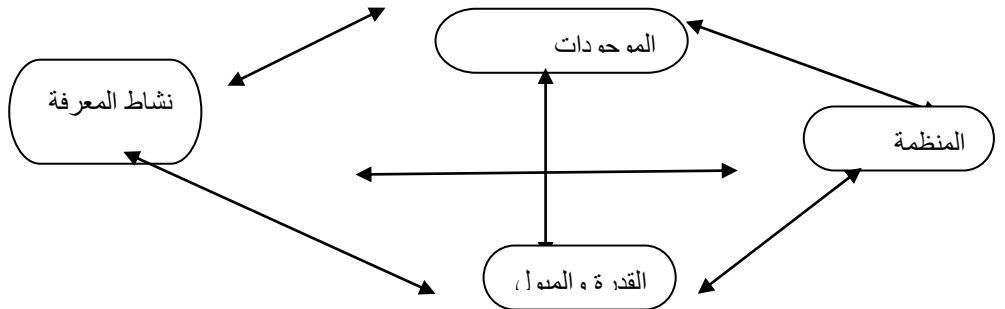 الموجودات
نشاط المعرفة
المنظمة
القدرة والميول